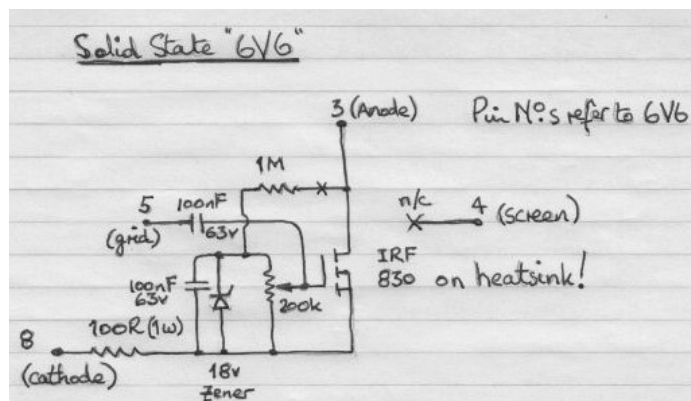 Solid State "6V6"
3 (Anode)
Pin Nos refer to 6V6
1M
n/c
4 (screen)
5
(grid)
100nF
63v
IRF
830 on heatsink!
100nF
63v
200k
100R (1w)
8
(cathode)
18v
Zener